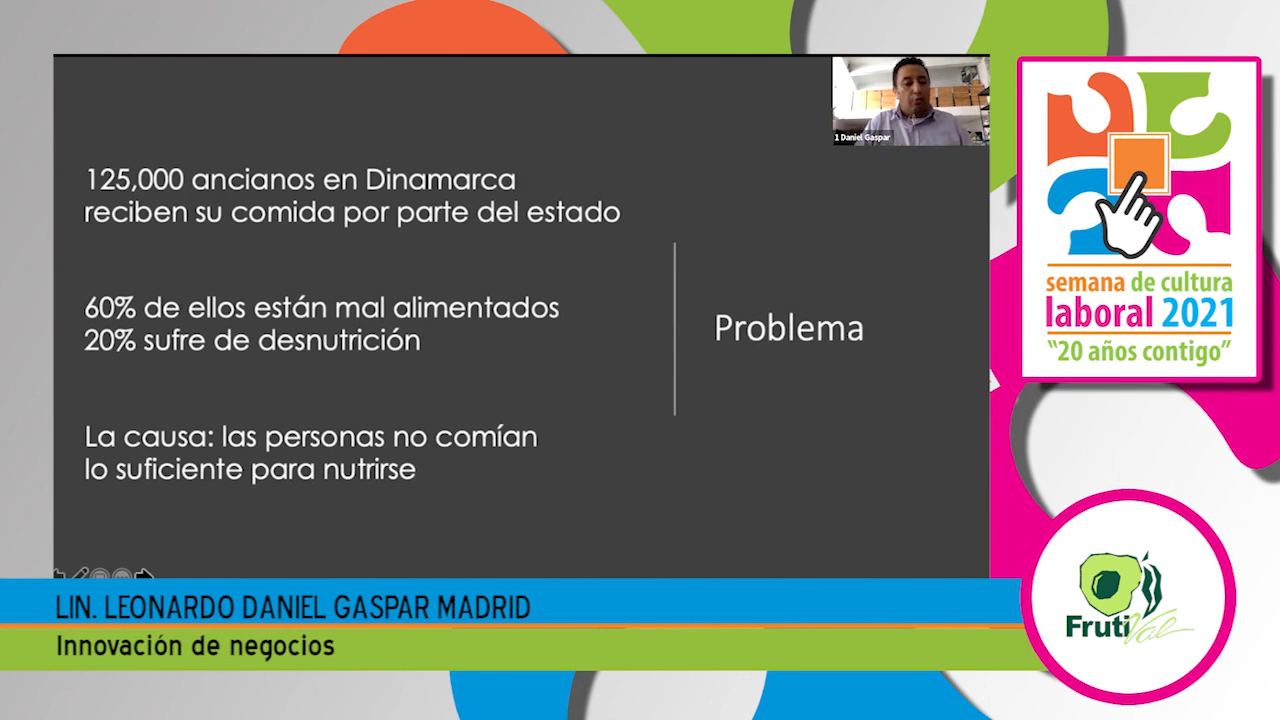 125,000 ancianos en Dinamarca
reciben su comida por parte del estado
60% de ellos están mal alimentados
20% sufre de desnutrición
La causa: las personas no comían
lo suficiente para nutrirse
Problema
1 Daniel Gaspar
semana de cultura
laboral 2021
“20 años contigo”
LIN. LEONARDO DANIEL GASPAR MADRID
Innovación de negocios
FrutiVal